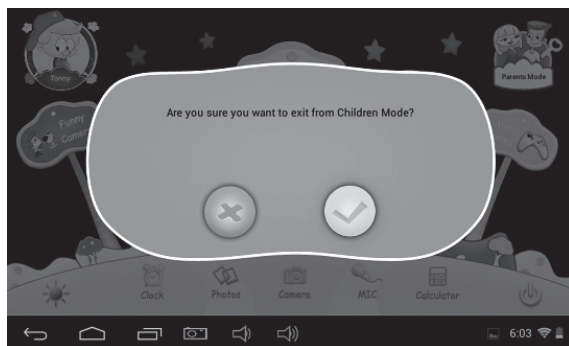 Tonny
Parents Mode
Funny
Camera
Are you sure you want to exit from Children Mode?
Clock
Photos
Camera
MIC
Calculator
6:03